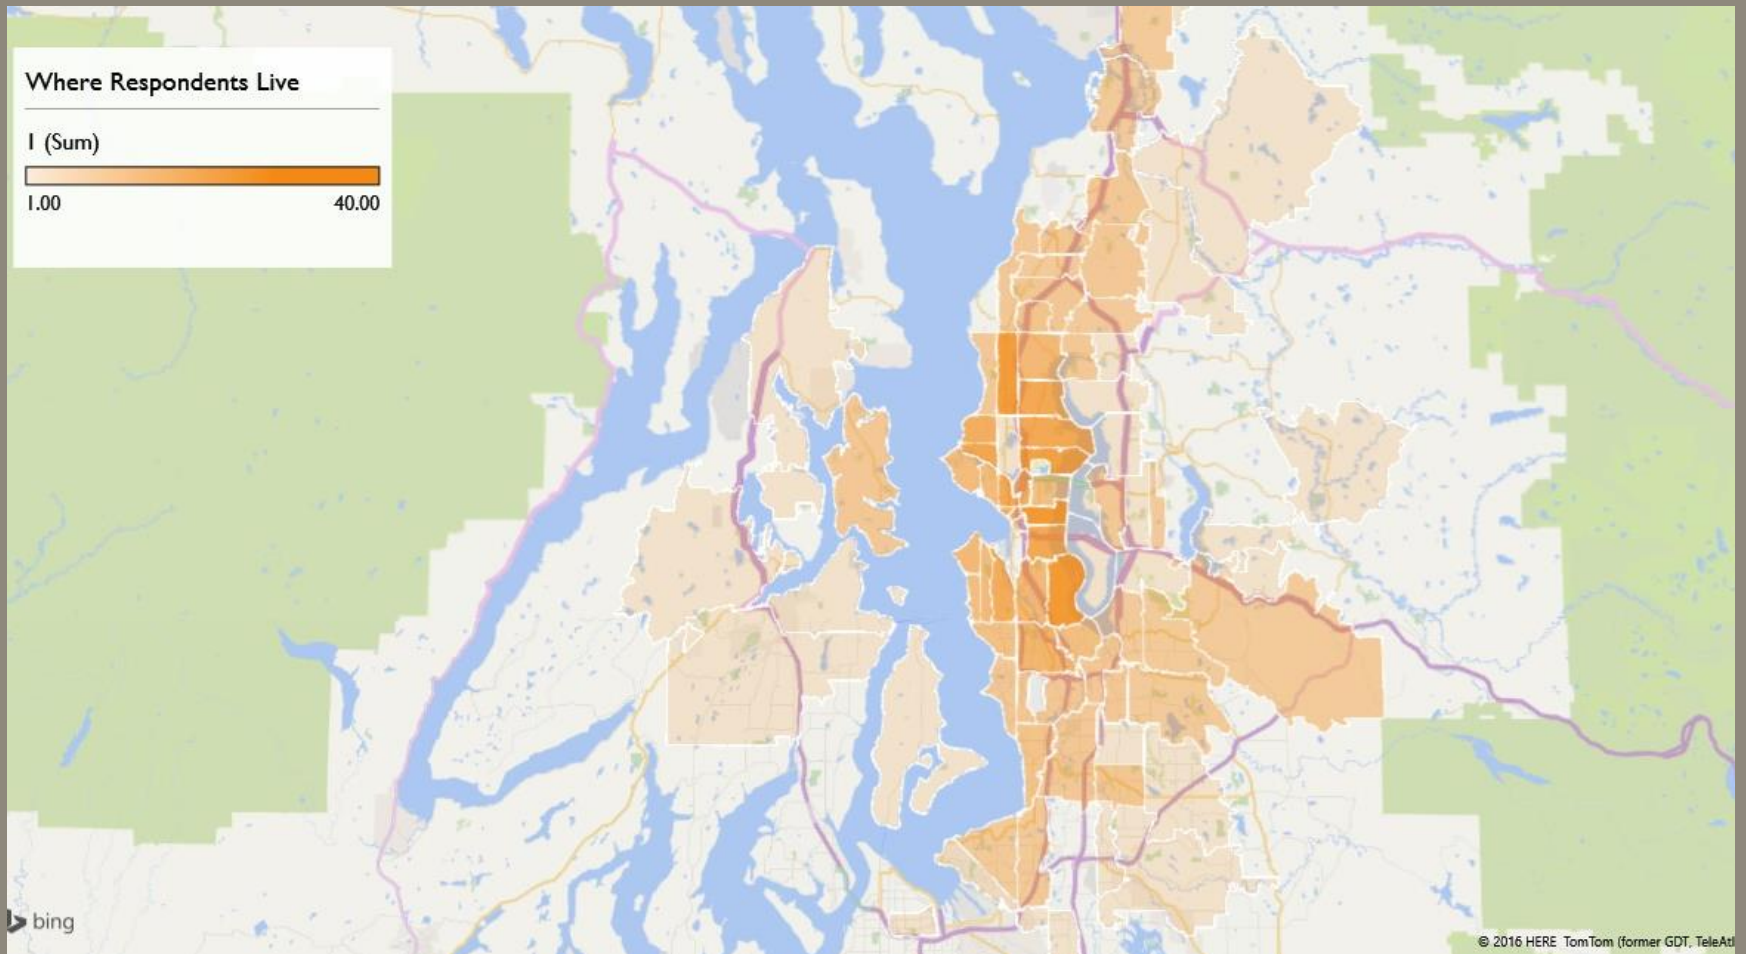 Where Respondents Live
1 (Sum)
1.00 40.00
bing
© 2016 HERE TomTom (former GDT, TeleAtl